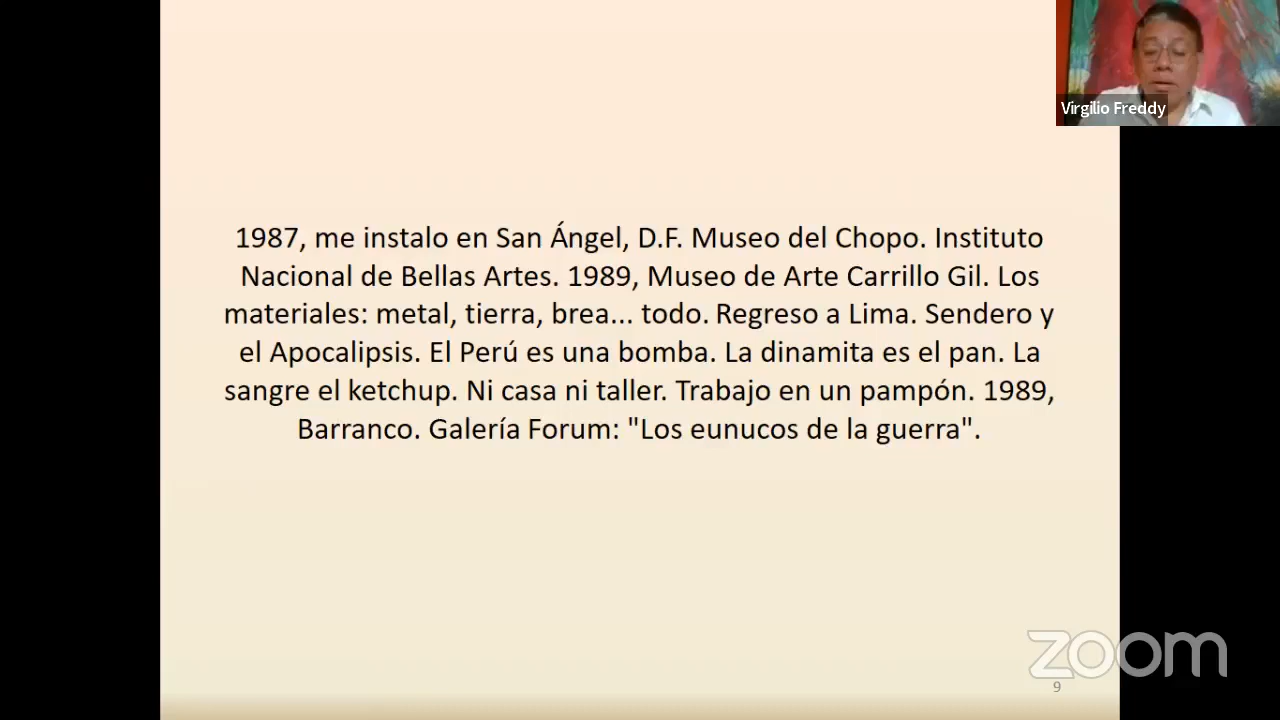 Virgilio Freddy
1987, me instalo en San Ángel, D.F. Museo del Chopo. Instituto
Nacional de Bellas Artes. 1989, Museo de Arte Carrillo Gil. Los
materiales: metal, tierra, brea... todo. Regreso a Lima. Sendero y
el Apocalipsis. El Perú es una bomba. La dinamita es el pan. La
sangre el ketchup. Ni casa ni taller. Trabajo en un pampón. 1989,
Barranco. Galería Forum: "Los eunucos de la guerra".
zoom
9